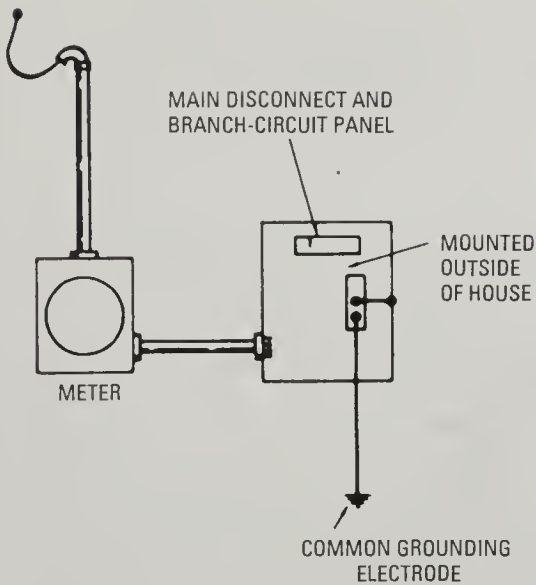 MAIN DISCONNECT AND
BRANCH-CIRCUIT PANEL
MOUNTED
OUTSIDE
OF HOUSE
METER
COMMON GROUNDING
ELECTRODE